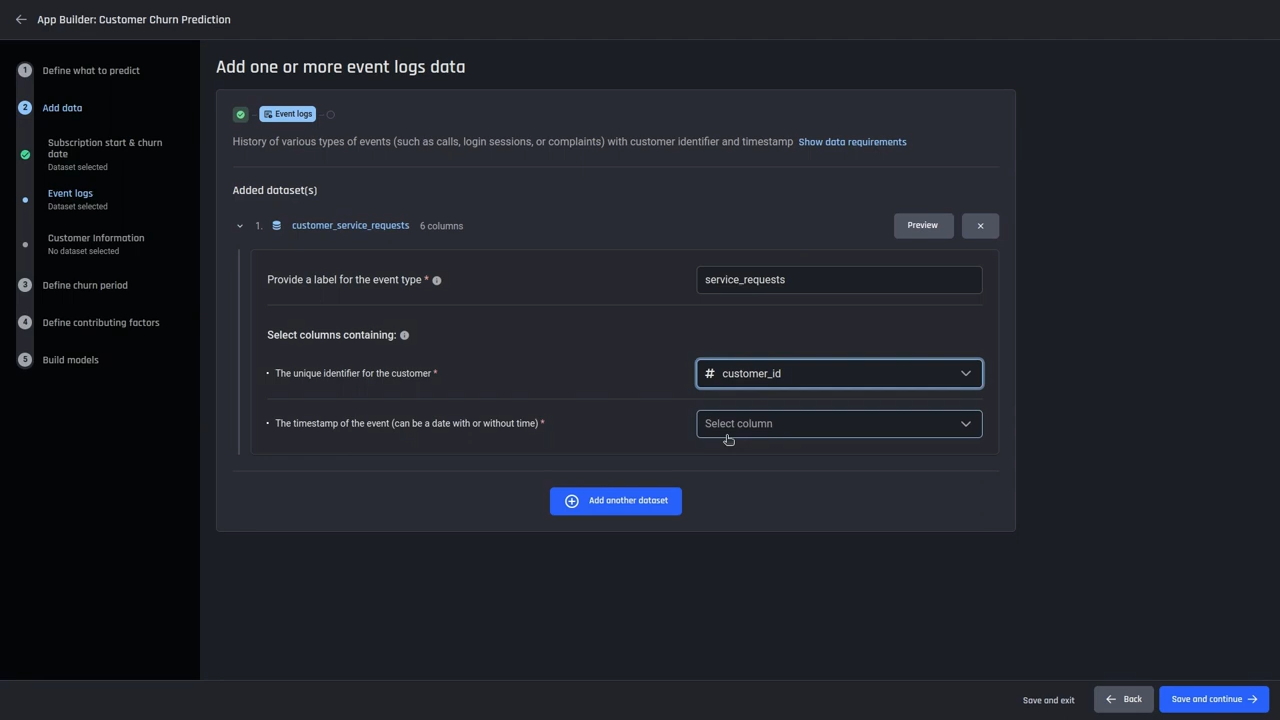 App Builder: Customer Churn Prediction
1 Define what to predict
2 Add data
Subscription start & churn
date
Dataset selected
Event logs
Dataset selected
Customer Information
No dataset selected
3 Define churn period
4 Define contributing factors
5 Build models
Add one or more event logs data
Event logs
History of various types of events (such as calls, login sessions, or complaints) with customer identifier and timestamp Show data requirements
Added dataset(s)
1. customer_service_requests 6 columns Preview ×
Provide a label for the event type * service_requests
Select columns containing:
• The unique identifier for the customer * # customer_id
• The timestamp of the event (can be a date with or without time) * Select column
Add another dataset
Save and exit Back Save and continue